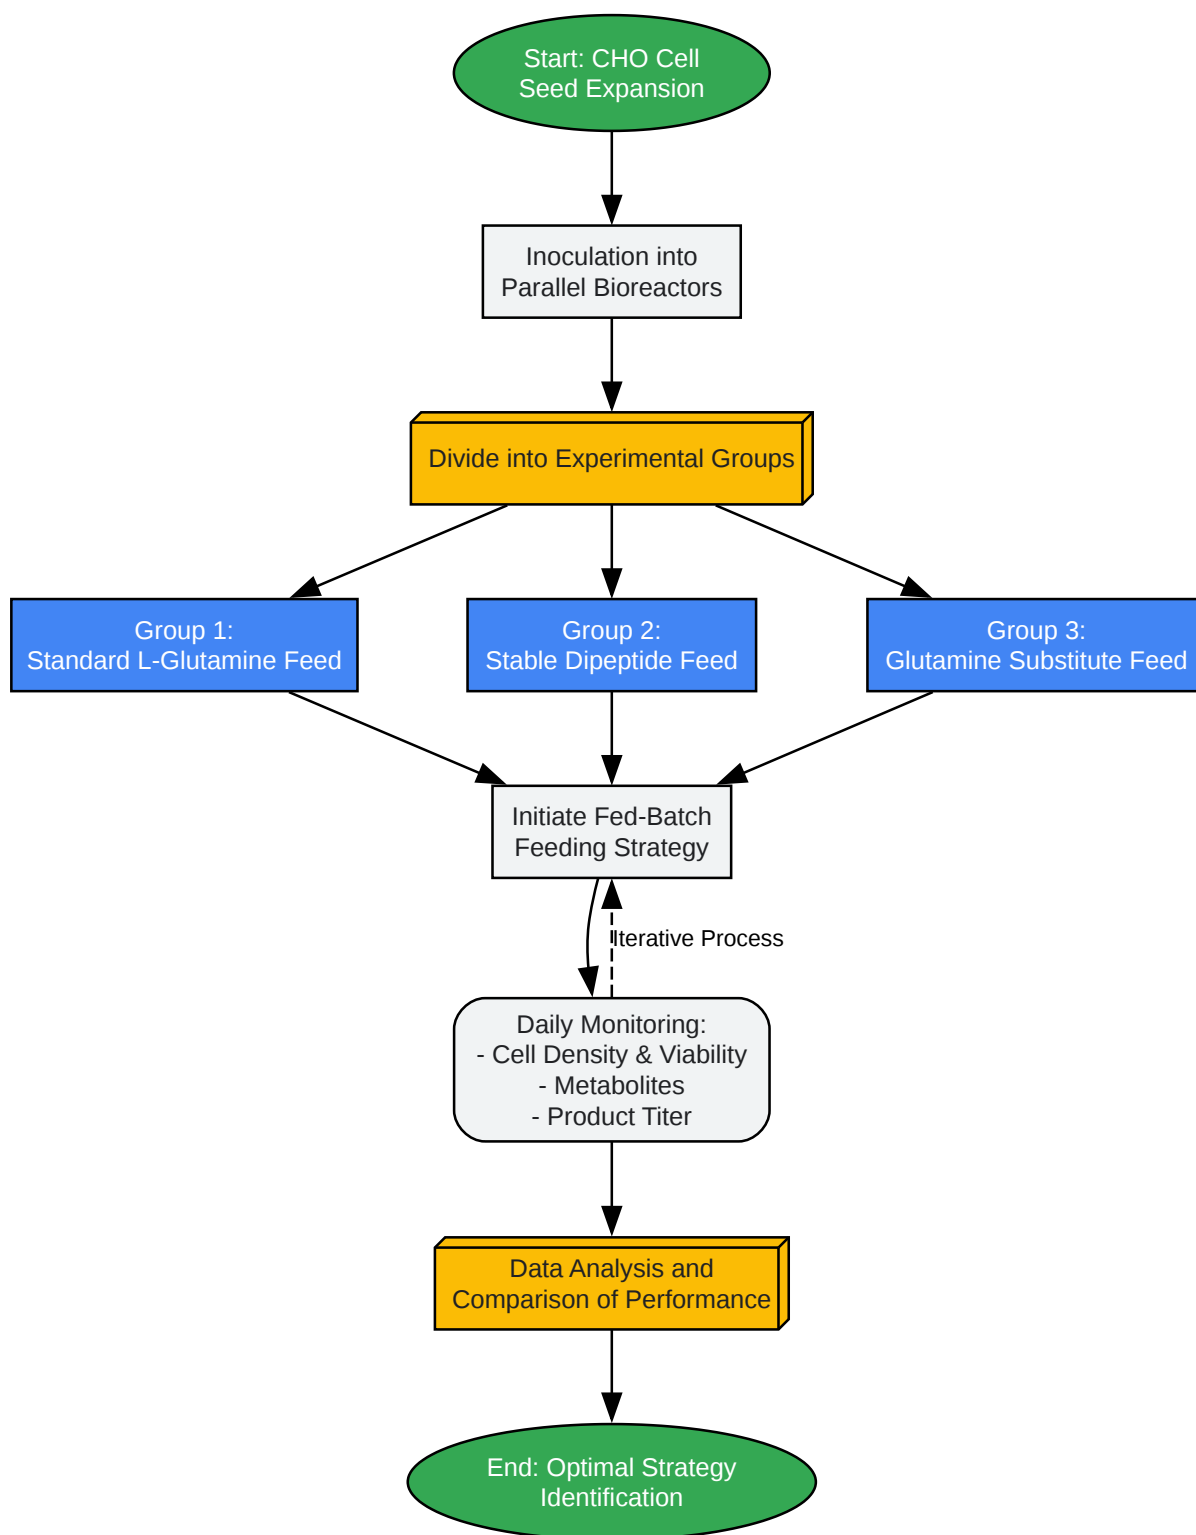 Start: CHO Cell
Seed Expansion
Inoculation into
Parallel Bioreactors
Divide into Experimental Groups
Group 1:
Standard L-Glutamine Feed
Group 2:
Stable Dipeptide Feed
Group 3:
Glutamine Substitute Feed
Initiate Fed-Batch
Feeding Strategy
Iterative Process
Daily Monitoring:
- Cell Density & Viability
- Metabolites
- Product Titer
Data Analysis and
Comparison of Performance
End: Optimal Strategy
Identification